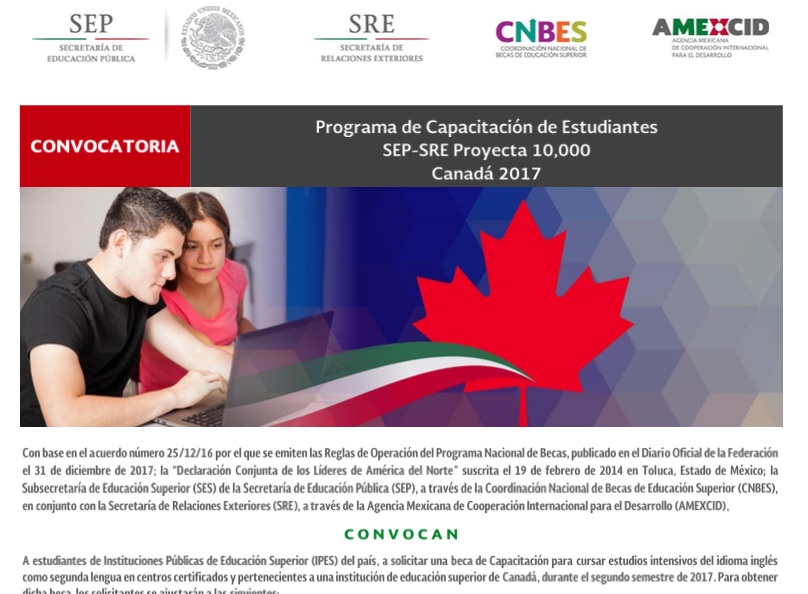 SEP
SECRETARÍA DE
EDUCACIÓN PÚBLICA
ESTADOS UNIDOS MEXICANOS
SRE
SECRETARÍA DE
RELACIONES EXTERIORES
CNBES
COORDINACIÓN NACIONAL DE
BECAS DE EDUCACIÓN SUPERIOR
AMEXCID
AGENCIA MEXICANA
DE COOPERACIÓN INTERNACIONAL
PARA EL DESARROLLO
CONVOCATORIA
Programa de Capacitación de Estudiantes
SEP-SRE Proyecta 10,000
Canadá 2017
Con base en el acuerdo número 25/12/16 por el que se emiten las Reglas de Operación del Programa Nacional de Becas, publicado en el Diario Oficial de la Federación
el 31 de diciembre de 2017; la "Declaración Conjunta de los Líderes de América del Norte" suscrita el 19 de febrero de 2014 en Toluca, Estado de México; la
Subsecretaría de Educación Superior (SES) de la Secretaría de Educación Pública (SEP), a través de la Coordinación Nacional de Becas de Educación Superior (CNBES),
en conjunto con la Secretaría de Relaciones Exteriores (SRE), a través de la Agencia Mexicana de Cooperación Internacional para el Desarrollo (AMEXCID),
CONVOCAN
A estudiantes de Instituciones Públicas de Educación Superior (IPES) del país, a solicitar una beca de Capacitación para cursar estudios intensivos del idioma inglés
como segunda lengua en centros certificados y pertenecientes a una institución de educación superior de Canadá, durante el segundo semestre de 2017. Para obtener
dicha beca, los solicitantes se ajustarán a las siguientes: